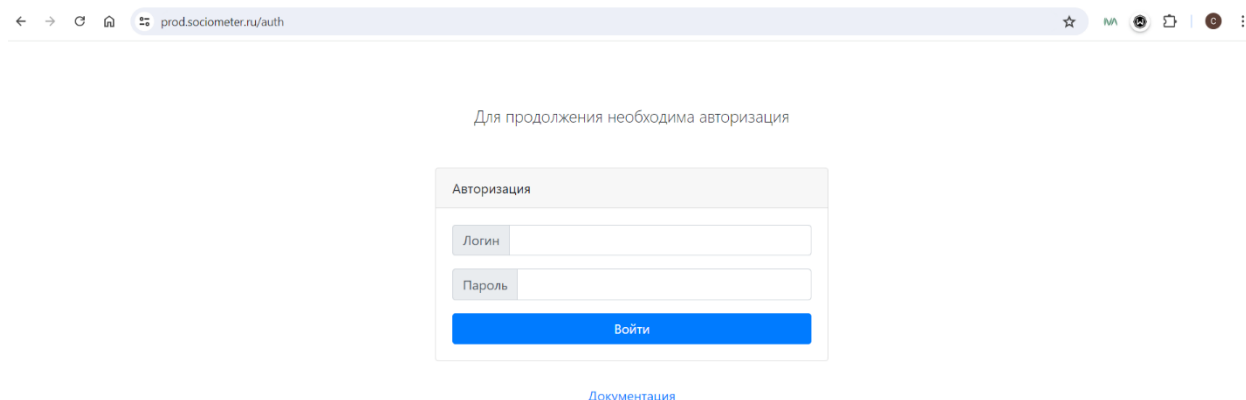 prod.sociometer.ru/auth
Для продолжения необходима авторизация
Авторизация
Логин
Пароль
Войти
Документация